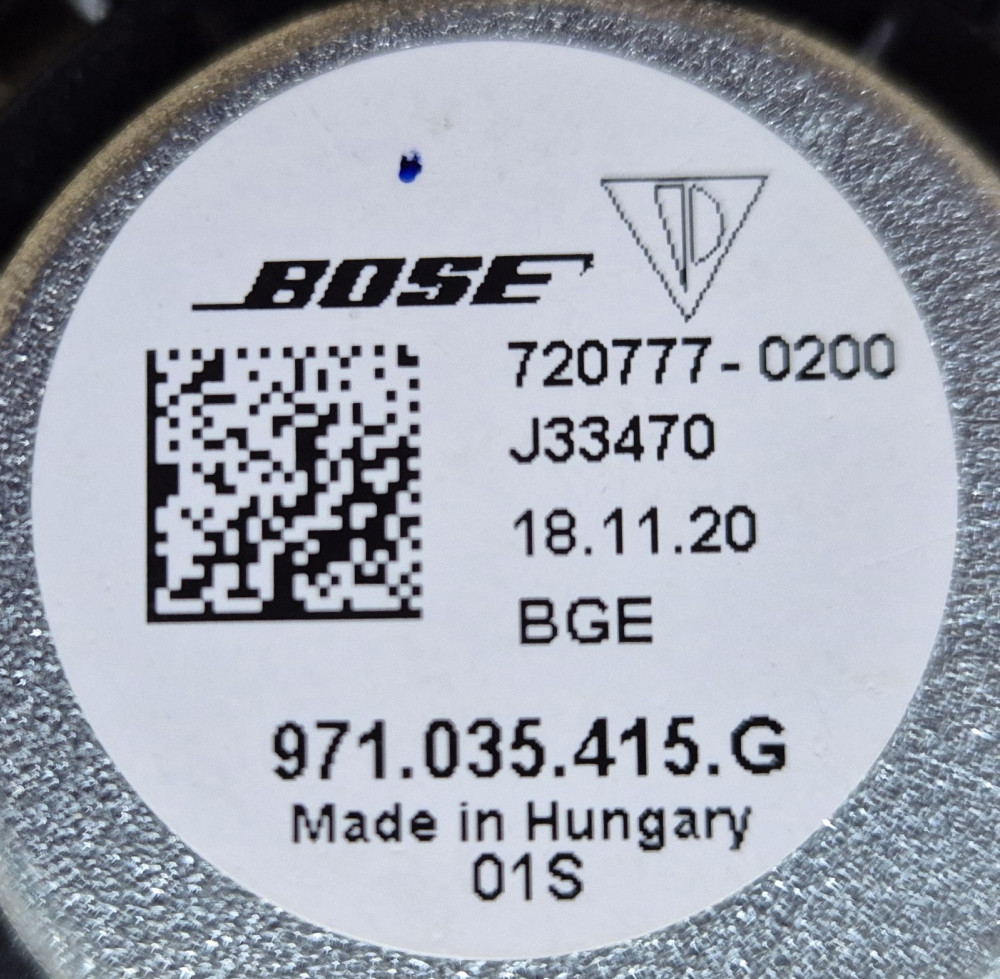 BOSE
720777-0200
J33470
18.11.20
BGE
971.035.415.G
Made in Hungary
01S